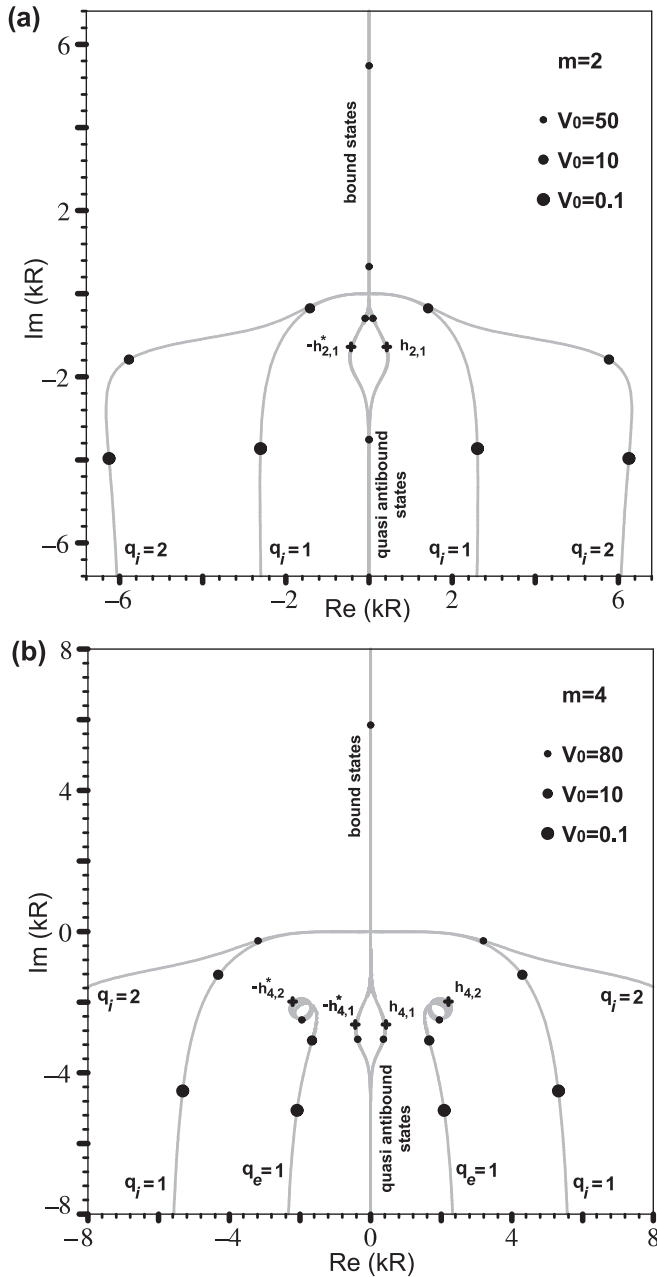 (a)
6
2
−2
−6
Im (kR)
m=2
V₀=50
V₀=10
V₀=0.1
bound states
-h*₂,₁
h₂,₁
quasi antibound
states
qᵢ=2
qᵢ=1
qᵢ=1
qᵢ=2
−6
−2
2
6
Re (kR)
(b)
8
4
0
−4
−8
Im (kR)
m=4
V₀=80
V₀=10
V₀=0.1
bound states
qᵢ=2
qᵢ=2
-h*₄,₂
-h*₄,₁
h₄,₁
h₄,₂
quasi antibound
states
qᵢ=1
qₑ=1
qₑ=1
qᵢ=1
−8
−4
0
4
8
Re (kR)